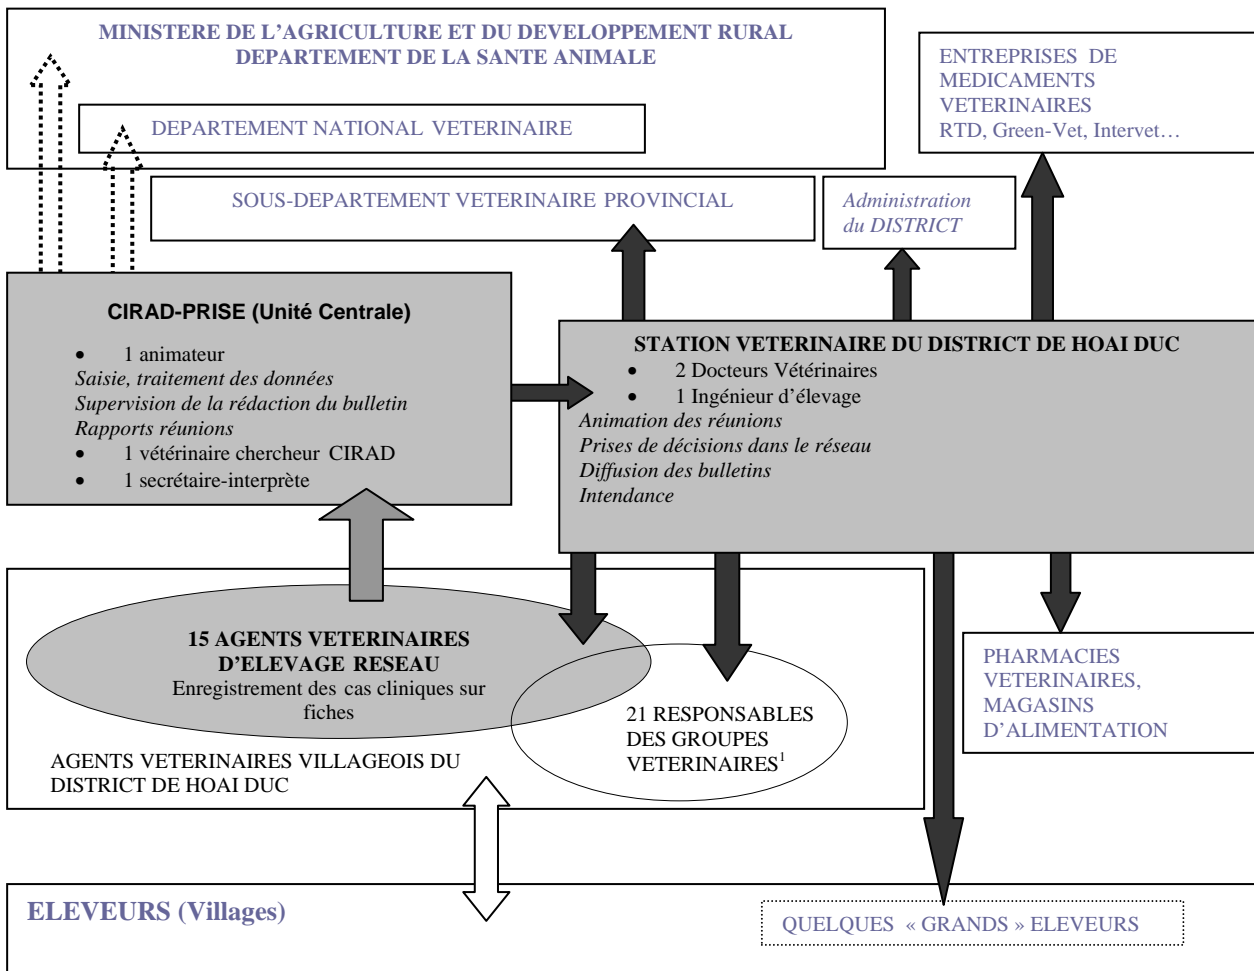 MINISTERE DE L'AGRICULTURE ET DU DEVELOPPEMENT RURAL
DEPARTEMENT DE LA SANTE ANIMALE
DEPARTEMENT NATIONAL VETERINAIRE
ENTREPRISES DE
MEDICAMENTS
VETERINAIRES
RTD, Green-Vet, Intervet…
SOUS-DEPARTEMENT VETERINAIRE PROVINCIAL
Administration
du DISTRICT
CIRAD-PRISE (Unité Centrale)
• 1 animateur
Saisie, traitement des données
Supervision de la rédaction du bulletin
Rapports réunions
• 1 vétérinaire chercheur CIRAD
• 1 secrétaire-interprète
STATION VETERINAIRE DU DISTRICT DE HOAI DUC
• 2 Docteurs Vétérinaires
• 1 Ingénieur d'élevage
Animation des réunions
Prises de décisions dans le réseau
Diffusion des bulletins
Intendance
15 AGENTS VETERINAIRES
D'ELEVAGE RESEAU
Enregistrement des cas cliniques sur
fiches
21 RESPONSABLES
DES GROUPES
VETERINAIRES¹
AGENTS VETERINAIRES VILLAGEOIS DU
DISTRICT DE HOAI DUC
PHARMACIES
VETERINAIRES,
MAGASINS
D'ALIMENTATION
ELEVEURS (Villages)
QUELQUES « GRANDS » ELEVEURS